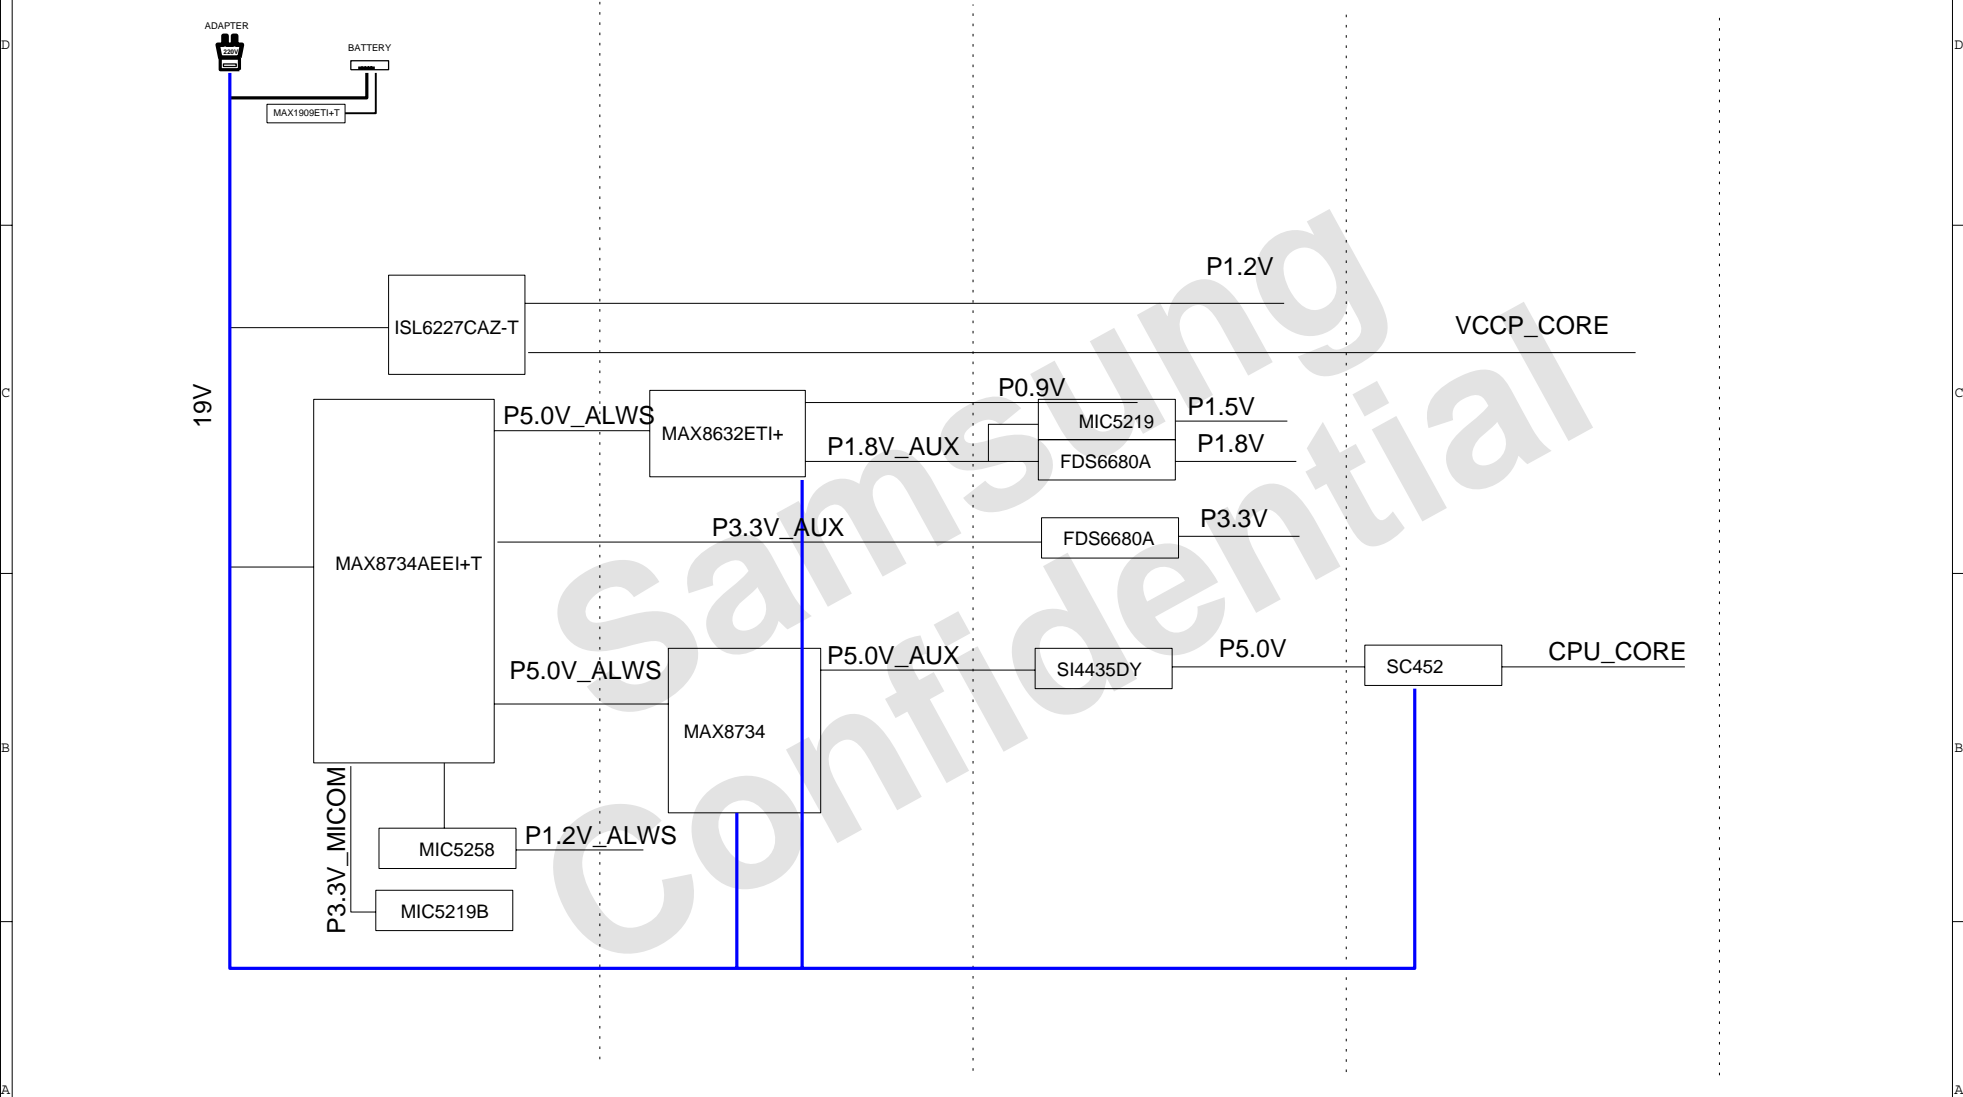 ADAPTER
D
D
BATTERY
220V
MAX1909ETI+T
P1.2V
ISL6227CAZ-T
VCCP_CORE
19V
C
C
P0.9V
P5.0V_ALWS
MAX8632ETI+
P1.5V
MIC5219
P1.8V_AUX
P1.8V
FDS6680A
P3.3V_AUX
P3.3V
FDS6680A
MAX8734AEEI+T
P5.0V_ALWS
P5.0V_AUX
P5.0V
SI4435DY
SC452
CPU_CORE
MAX8734
B
B
P3.3V_MICOM
MIC5258
P1.2V_ALWS
MIC5219B
Samsung
Confidential
A
A